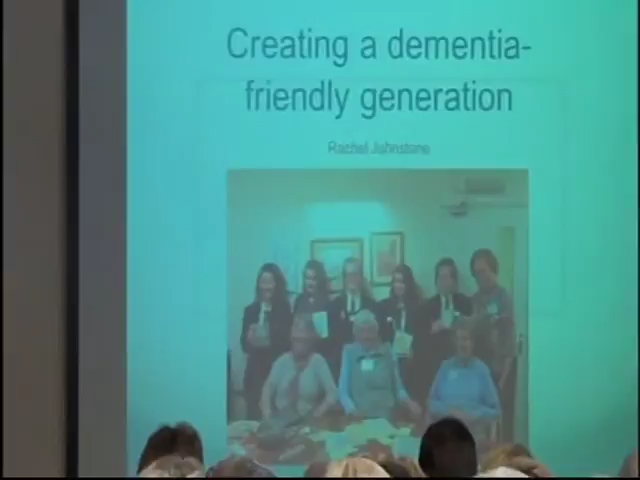 Creating a dementia-
friendly generation
Rachel Johnstone